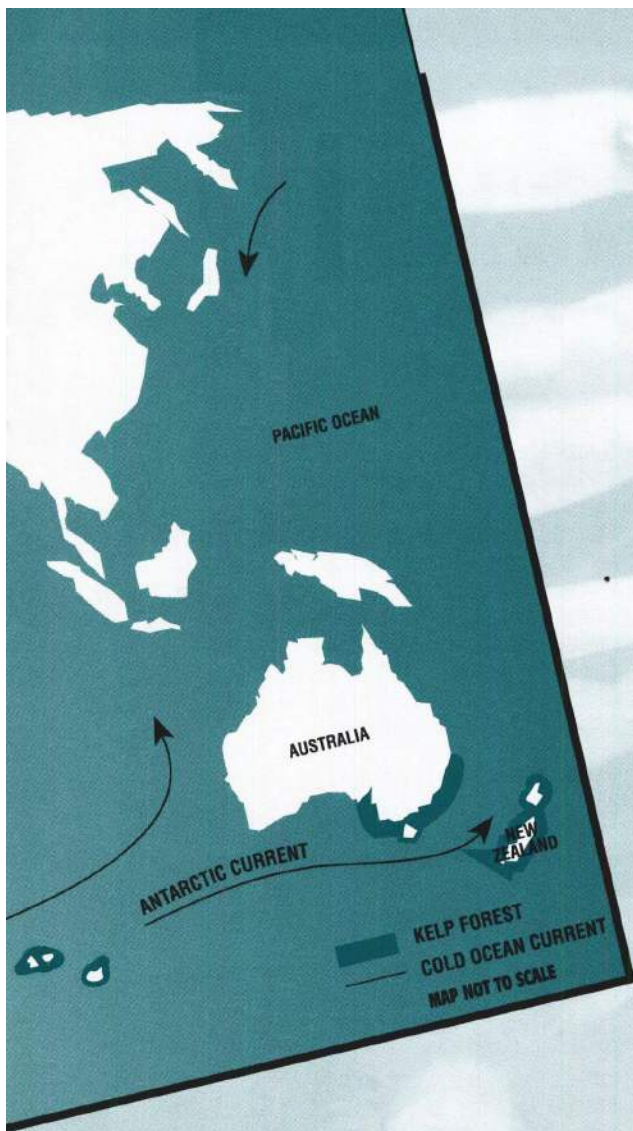 PACIFIC OCEAN
AUSTRALIA
NEW
ZEALAND
ANTARCTIC CURRENT
KELP FOREST
COLD OCEAN CURRENT
MAP NOT TO SCALE